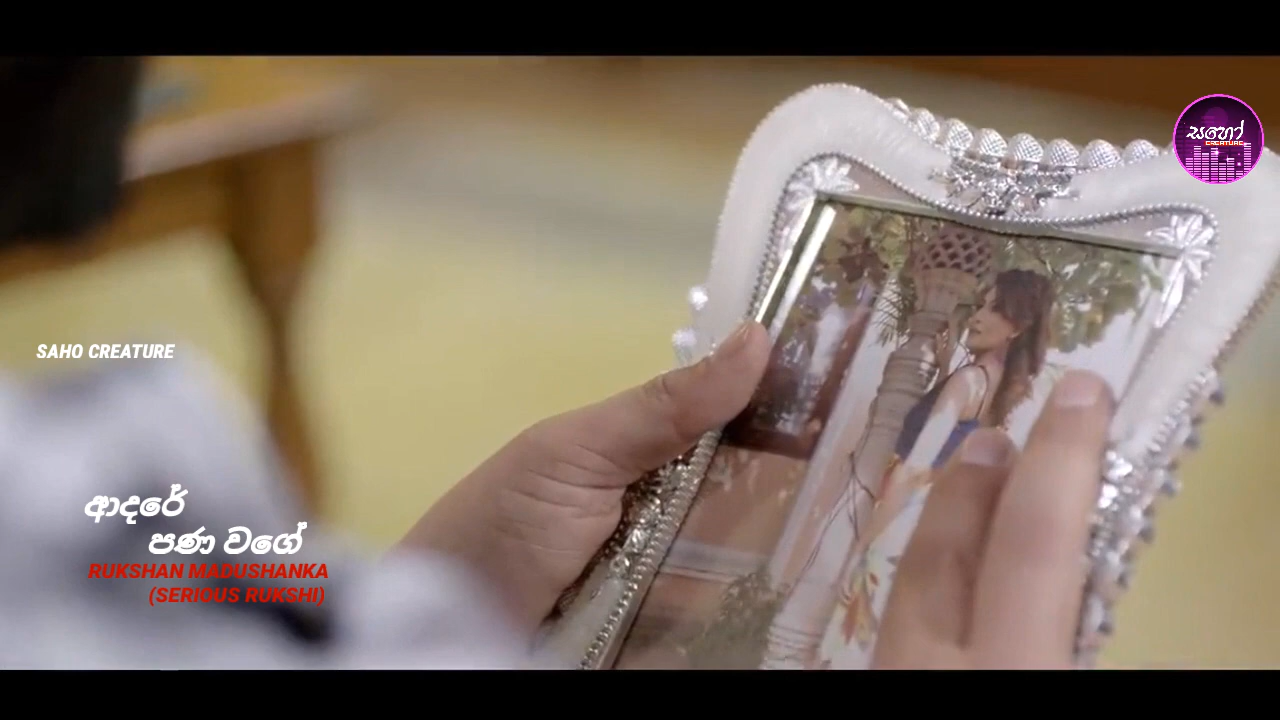 සහෝ
CREATURE
SAHO CREATURE
ආදරේ
පණ වගේ
RUKSHAN MADUSHANKA
(SERIOUS RUKSHI)